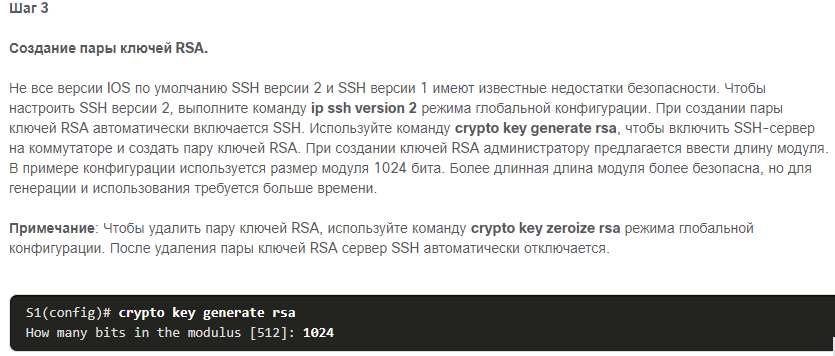 Шаг 3
Создание пары ключей RSA.
Не все версии IOS по умолчанию SSH версии 2 и SSH версии 1 имеют известные недостатки безопасности. Чтобы
настроить SSH версии 2, выполните команду ip ssh version 2 режима глобальной конфигурации. При создании пары
ключей RSA автоматически включается SSH. Используйте команду crypto key generate rsa, чтобы включить SSH-сервер
на коммутаторе и создать пару ключей RSA. При создании ключей RSA администратору предлагается ввести длину модуля.
В примере конфигурации используется размер модуля 1024 бита. Более длинная длина модуля более безопасна, но для
генерации и использования требуется больше времени.
Примечание: Чтобы удалить пару ключей RSA, используйте команду crypto key zeroize rsa режима глобальной
конфигурации. После удаления пары ключей RSA сервер SSH автоматически отключается.
S1(config)# crypto key generate rsa
How many bits in the modulus [512]: 1024